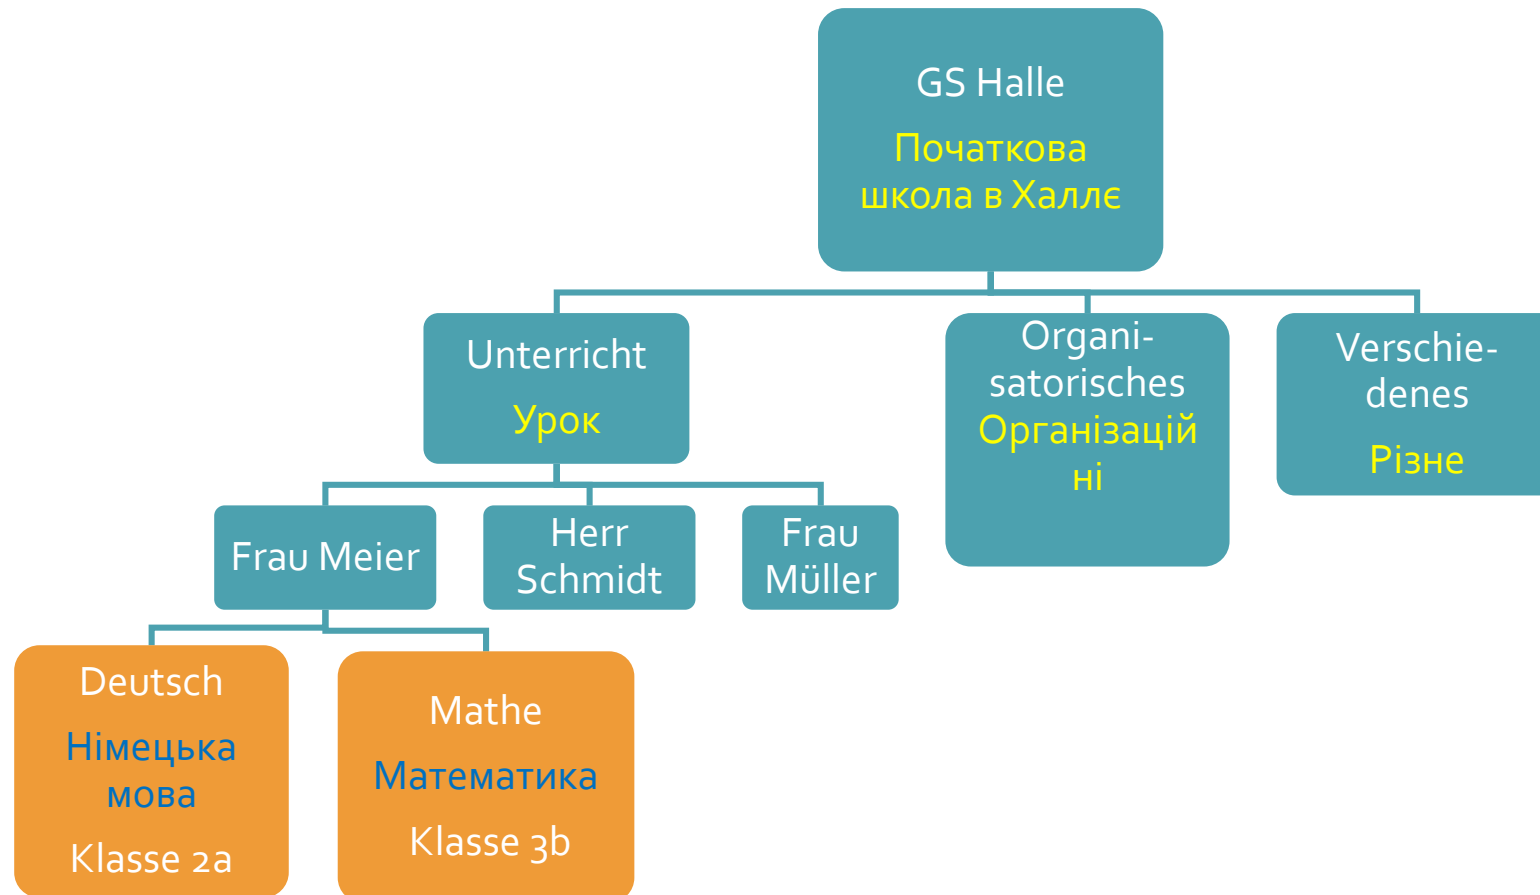 GS Halle
Початкова
школа в Халлє
Unterricht
Урок
Organi-
satorisches
Організацій
ні
Verschie-
denes
Різне
Frau Meier
Herr
Schmidt
Frau
Müller
Deutsch
Німецька
мова
Klasse 2a
Mathe
Математика
Klasse 3b